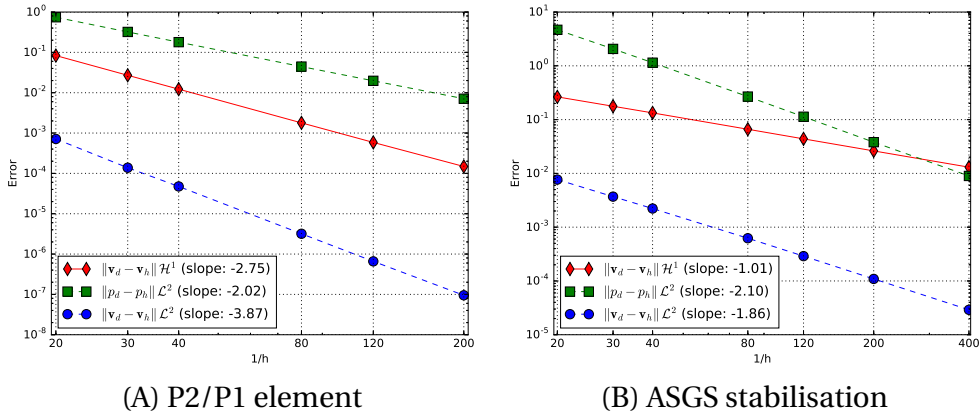 10^0
10^-1
10^-2
10^-3
10^-4
10^-5
10^-6
10^-7
10^-8
Error
‖v_d − v_h‖ H^1 (slope: -2.75)
‖p_d − p_h‖ L^2 (slope: -2.02)
‖v_d − v_h‖ L^2 (slope: -3.87)
20 30 40 80 120 200
1/h
(A) P2/P1 element
10^1
10^0
10^-1
10^-2
10^-3
10^-4
10^-5
Error
‖v_d − v_h‖ H^1 (slope: -1.01)
‖p_d − p_h‖ L^2 (slope: -2.10)
‖v_d − v_h‖ L^2 (slope: -1.86)
20 30 40 80 120 200 400
1/h
(B) ASGS stabilisation